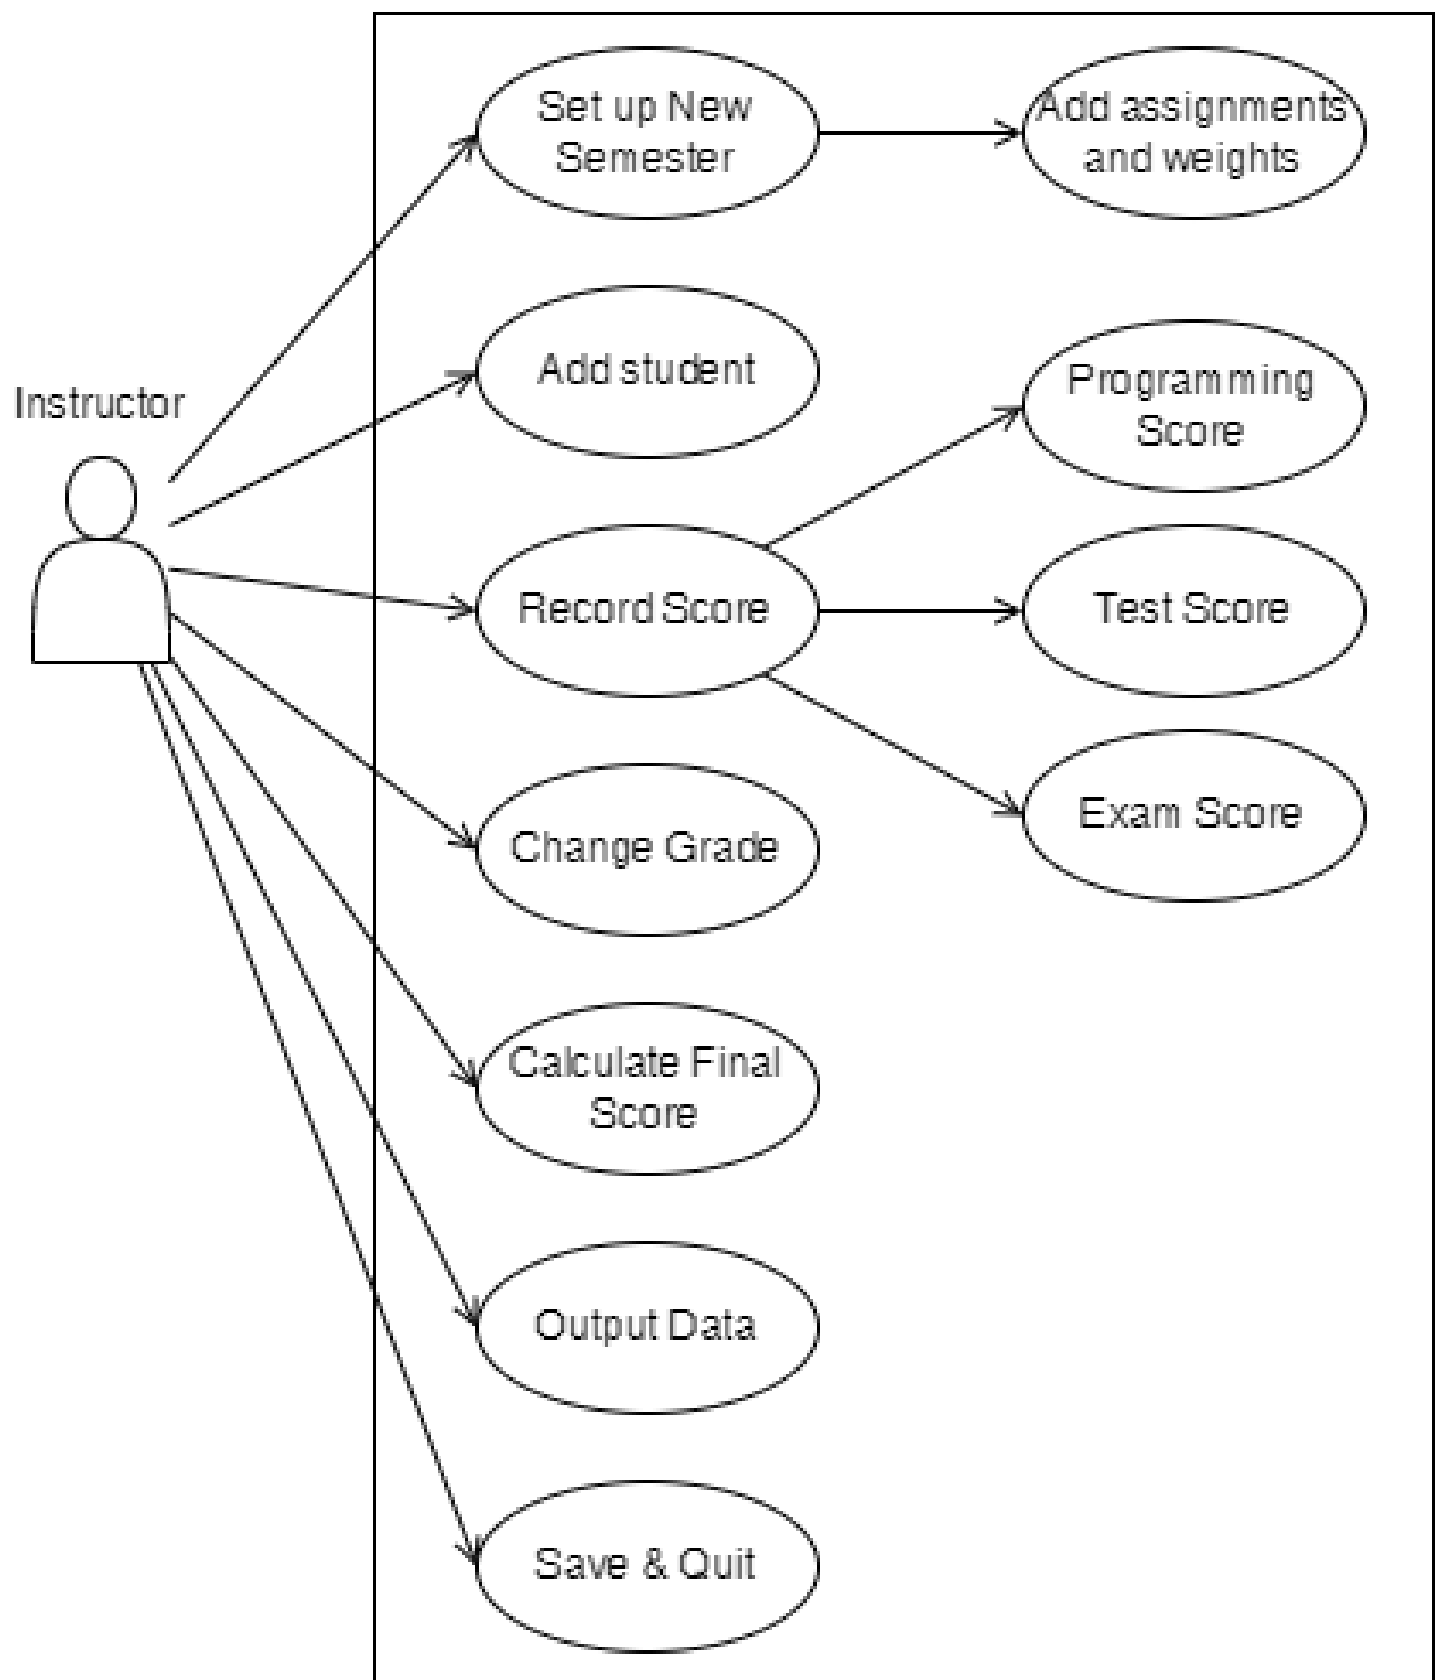 Set up New
Semester
Add assignments
and weights
Add student
Instructor
Programming
Score
Record Score
Test Score
Change Grade
Exam Score
Calculate Final
Score
Output Data
Save & Quit